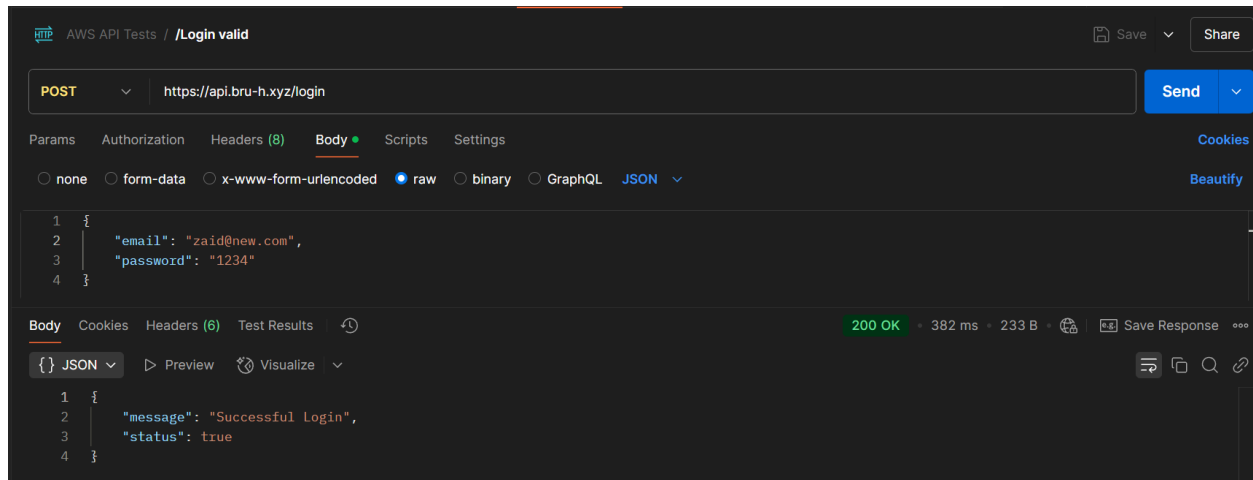 HTTP AWS API Tests / /Login valid Save Share
POST https://api.bru-h.xyz/login Send
Params Authorization Headers (8) Body Scripts Settings Cookies
none form-data x-www-form-urlencoded raw binary GraphQL JSON Beautify
1 {
2 "email": "zaid@new.com",
3 "password": "1234"
4 }
Body Cookies Headers (6) Test Results 200 OK 382 ms 233 B e.g. Save Response
{} JSON Preview Visualize
1 {
2 "message": "Successful Login",
3 "status": true
4 }